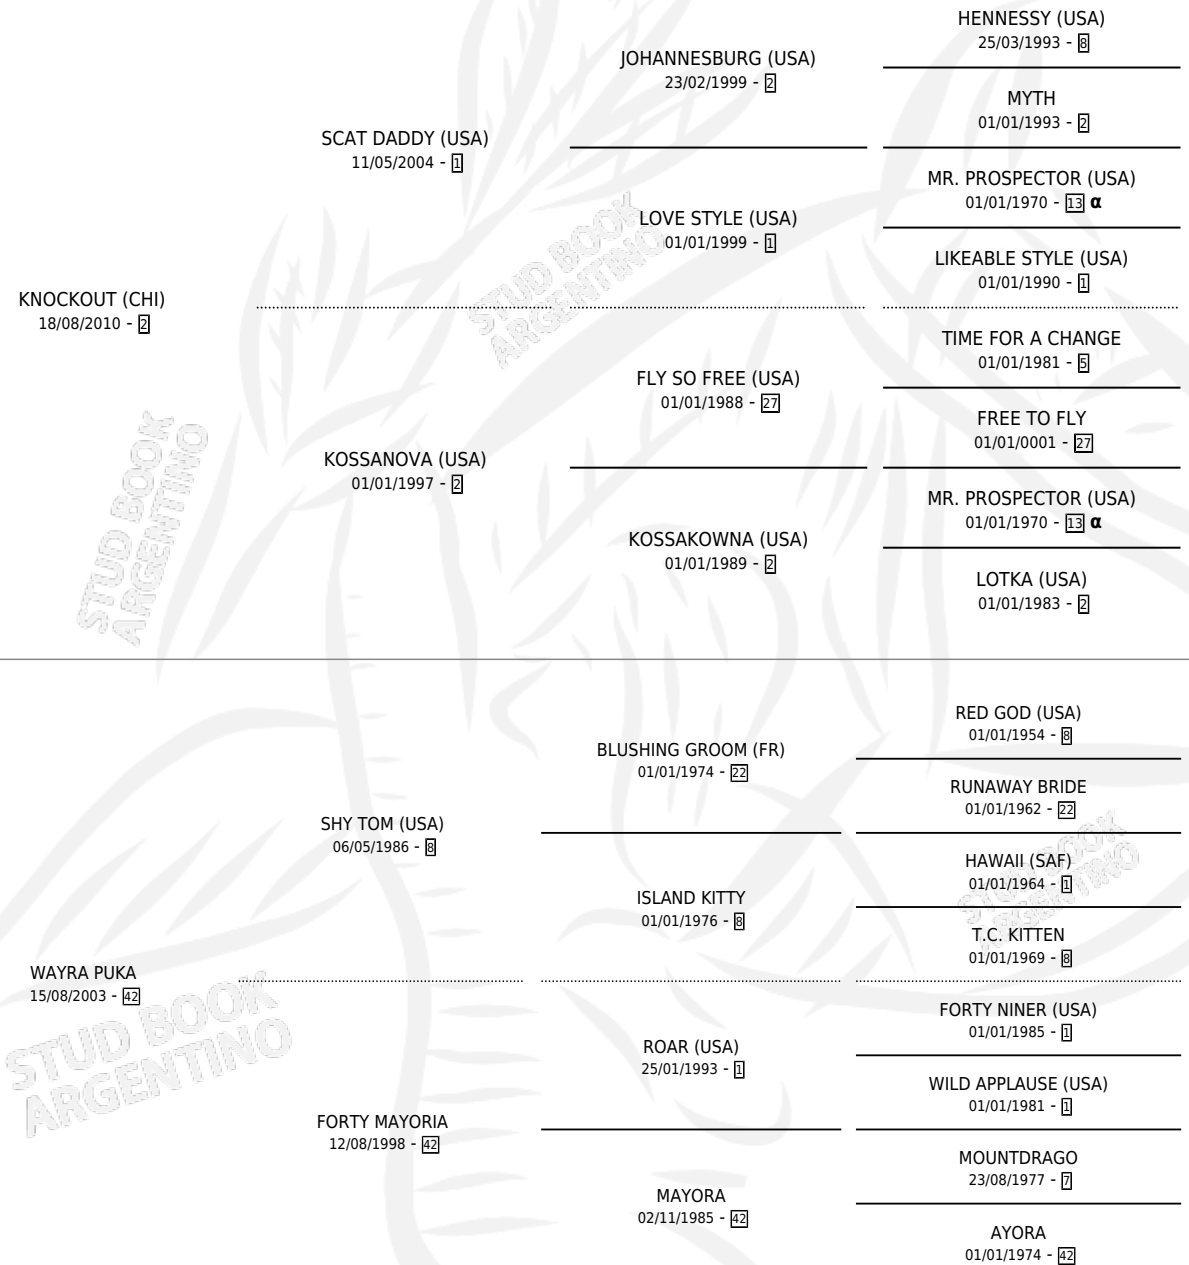 HENNESSY (USA)
25/03/1993 - 8
JOHANNESBURG (USA)
23/02/1999 - 2
MYTH
01/01/1993 - 2
SCAT DADDY (USA)
11/05/2004 - 1
MR. PROSPECTOR (USA)
01/01/1970 - 13 α
LOVE STYLE (USA)
01/01/1999 - 1
LIKEABLE STYLE (USA)
01/01/1990 - 1
KNOCKOUT (CHI)
18/08/2010 - 2
STUD BOOK
ARGENTINO
TIME FOR A CHANGE
01/01/1981 - 5
FLY SO FREE (USA)
01/01/1988 - 27
FREE TO FLY
01/01/0001 - 27
KOSSANOVA (USA)
01/01/1997 - 2
MR. PROSPECTOR (USA)
01/01/1970 - 13 α
KOSSAKOWNA (USA)
01/01/1989 - 2
LOTKA (USA)
01/01/1983 - 2
STUD BOOK
ARGENTINO
RED GOD (USA)
01/01/1954 - 8
BLUSHING GROOM (FR)
01/01/1974 - 22
RUNAWAY BRIDE
01/01/1962 - 22
SHY TOM (USA)
06/05/1986 - 8
HAWAII (SAF)
01/01/1964 - 1
ISLAND KITTY
01/01/1976 - 8
T.C. KITTEN
01/01/1969 - 8
STUD BOOK
ARGENTINO
WAYRA PUKA
15/08/2003 - 42
STUD BOOK
ARGENTINO
FORTY NINER (USA)
01/01/1985 - 1
ROAR (USA)
25/01/1993 - 1
WILD APPLAUSE (USA)
01/01/1981 - 1
FORTY MAYORIA
12/08/1998 - 42
MOUNTDRAGO
23/08/1977 - 7
MAYORA
02/11/1985 - 42
AYORA
01/01/1974 - 42